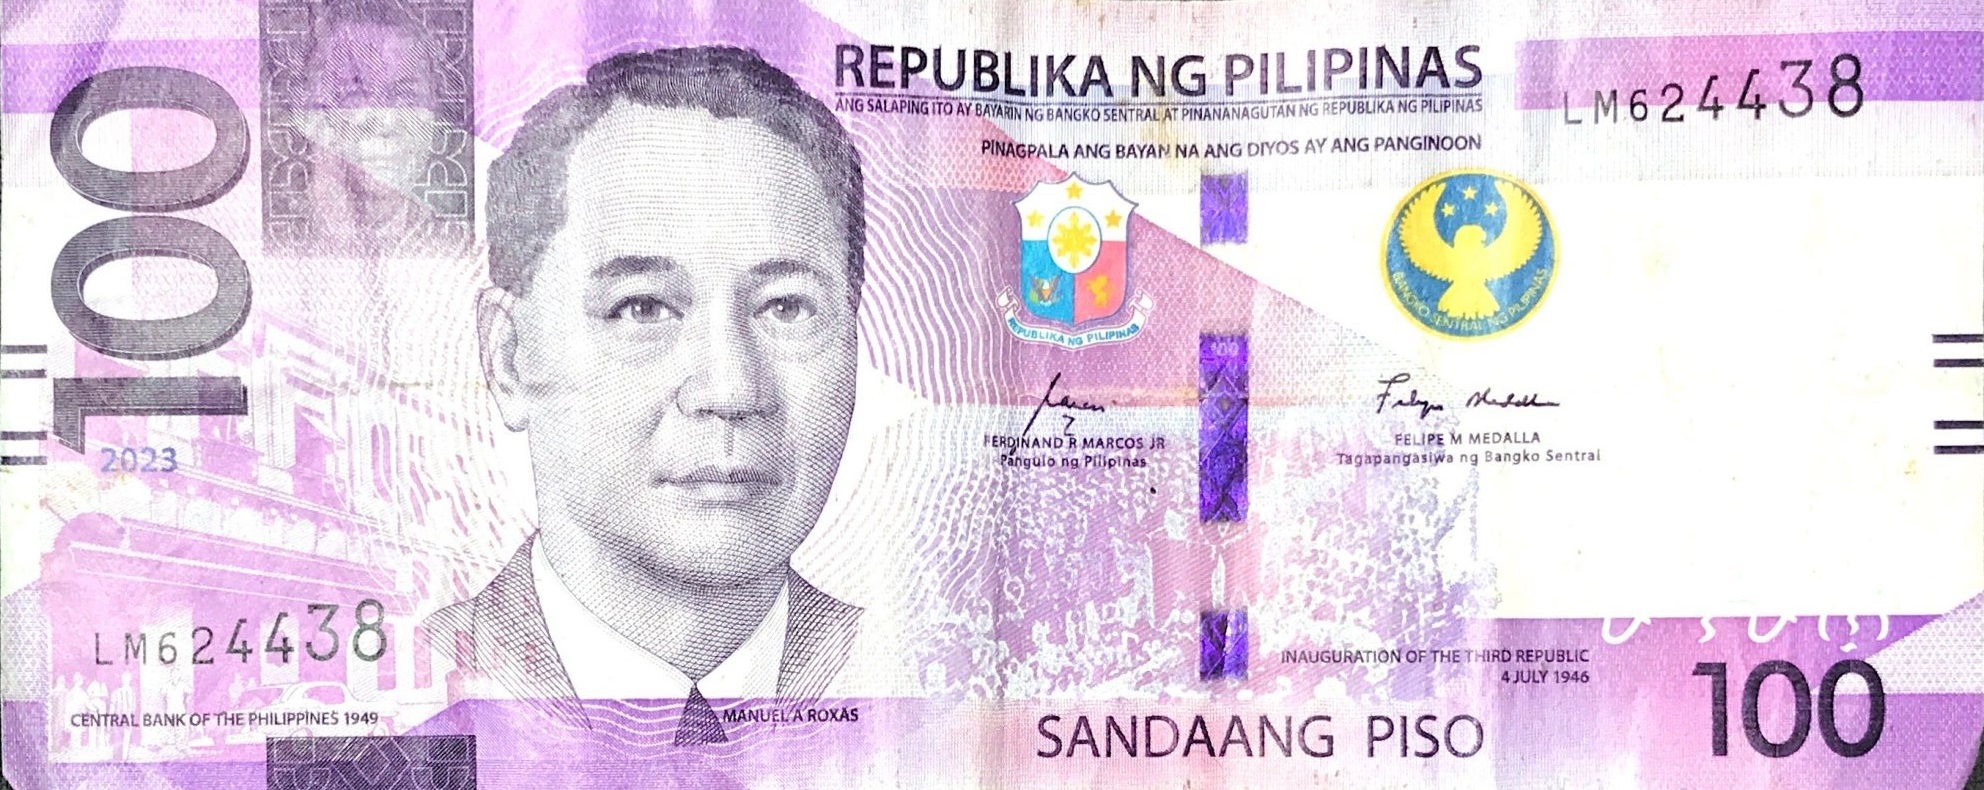 REPUBLIKA NG PILIPINAS
ANG SALAPING ITO AY BAYARIN NG BANGKO SENTRAL AT PINANANAGUTAN NG REPUBLIKA NG PILIPINAS
PINAGPALA ANG BAYAN NA ANG DIYOS AY ANG PANGINOON
100
2023
LM624438
LM624438
CENTRAL BANK OF THE PHILIPPINES 1949
MANUEL A ROXAS
REPUBLIKA NG PILIPINAS
FERDINAND R MARCOS JR
Pangulo ng Pilipinas
BANGKO SENTRAL NG PILIPINAS
FELIPE M MEDALLA
Tagapangasiwa ng Bangko Sentral
INAUGURATION OF THE THIRD REPUBLIC
4 JULY 1946
SANDAANG PISO
100